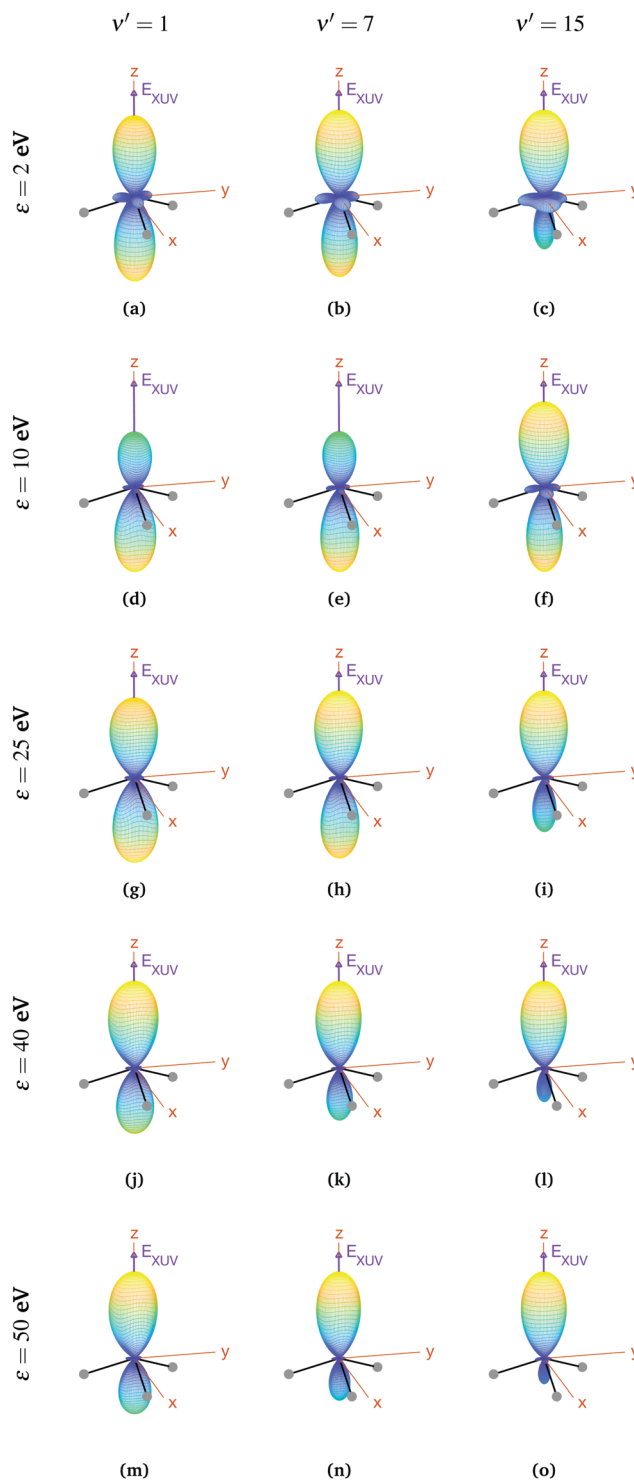 ν′ = 1 ν′ = 7 ν′ = 15
ε = 2 eV
z z z
E_XUV E_XUV E_XUV
y y y
x x x
(a) (b) (c)
ε = 10 eV
z z z
E_XUV E_XUV E_XUV
y y y
x x x
(d) (e) (f)
ε = 25 eV
z z z
E_XUV E_XUV E_XUV
y y y
x x x
(g) (h) (i)
ε = 40 eV
z z z
E_XUV E_XUV E_XUV
y y y
x x x
(j) (k) (l)
ε = 50 eV
z z z
E_XUV E_XUV E_XUV
y y y
x x x
(m) (n) (o)